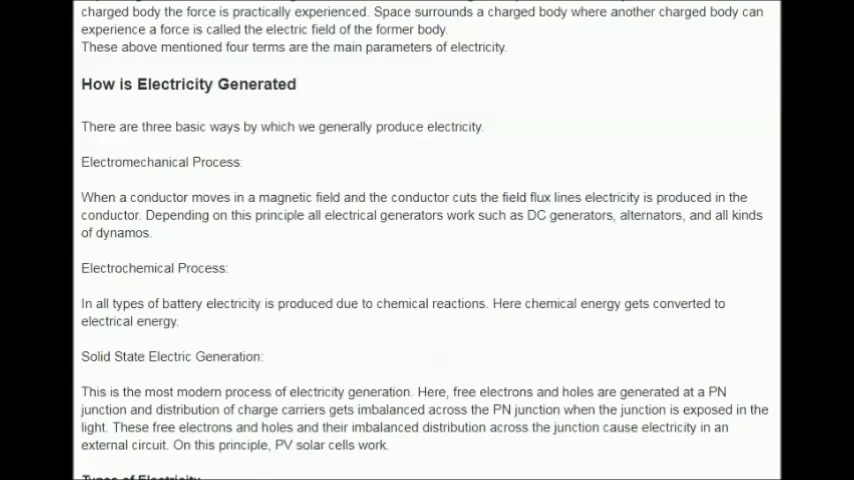 charged body the force is practically experienced. Space surrounds a charged body where another charged body can
experience a force is called the electric field of the former body.
These above mentioned four terms are the main parameters of electricity.
How is Electricity Generated
There are three basic ways by which we generally produce electricity.
Electromechanical Process:
When a conductor moves in a magnetic field and the conductor cuts the field flux lines electricity is produced in the
conductor. Depending on this principle all electrical generators work such as DC generators, alternators, and all kinds
of dynamos.
Electrochemical Process:
In all types of battery electricity is produced due to chemical reactions. Here chemical energy gets converted to
electrical energy.
Solid State Electric Generation:
This is the most modern process of electricity generation. Here, free electrons and holes are generated at a PN
junction and distribution of charge carriers gets imbalanced across the PN junction when the junction is exposed in the
light. These free electrons and holes and their imbalanced distribution across the junction cause electricity in an
external circuit. On this principle, PV solar cells work.
Types of Electricity